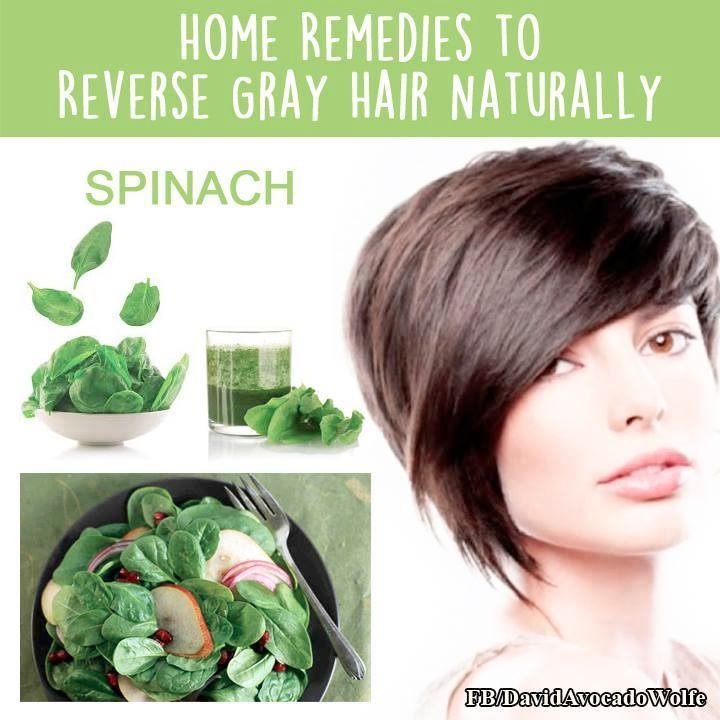 HOME REMEDIES TO
REVERSE GRAY HAIR NATURALLY
SPINACH
FB/DavidAvocadoWolfe